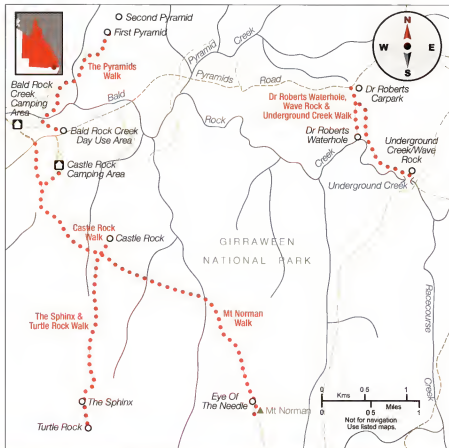 Second Pyramid
First Pyramid
The Pyramids
Walk
Pyramid
Creek
N
W
E
S
Bald Rock
Creek
Camping
Area
Bald
Pyramids
Road
Dr Roberts
Carpark
Dr Roberts Waterhole,
Wave Rock &
Underground Creek Walk
Bald Rock Creek
Day Use Area
Rock
Dr Roberts
Waterhole
Underground
Creek/Wave
Rock
Castle Rock
Camping Area
Creek
Underground Creek
Castle Rock
Walk
Castle Rock
GIRRAWEEN
NATIONAL PARK
The Sphinx &
Turtle Rock Walk
Mt Norman
Walk
Racecourse
Creek
The Sphinx
Turtle Rock
Eye Of
The Needle
Mt Norman
0 Kms 0 5 1
0 0 5 Miles 1
Not for navigation
Use listed maps.